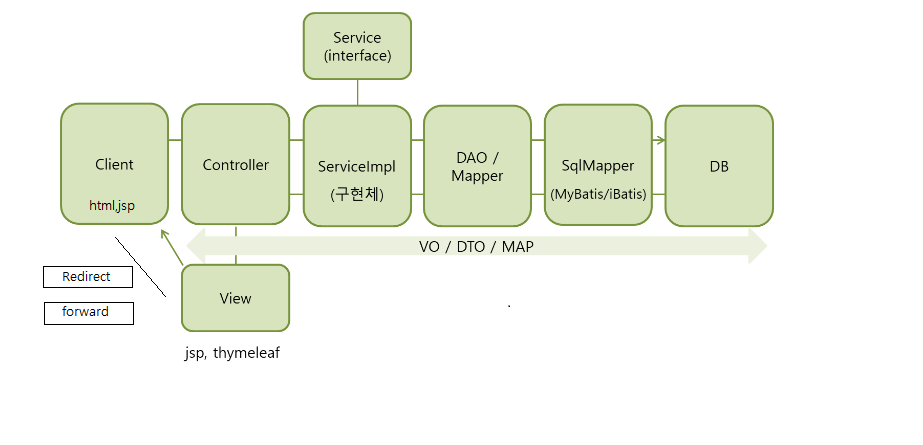 Service
(interface)
Client
html,jsp
Controller
ServiceImpl
(구현체)
DAO /
Mapper
SqlMapper
(MyBatis/iBatis)
DB
VO / DTO / MAP
Redirect
forward
View
jsp, thymeleaf
.